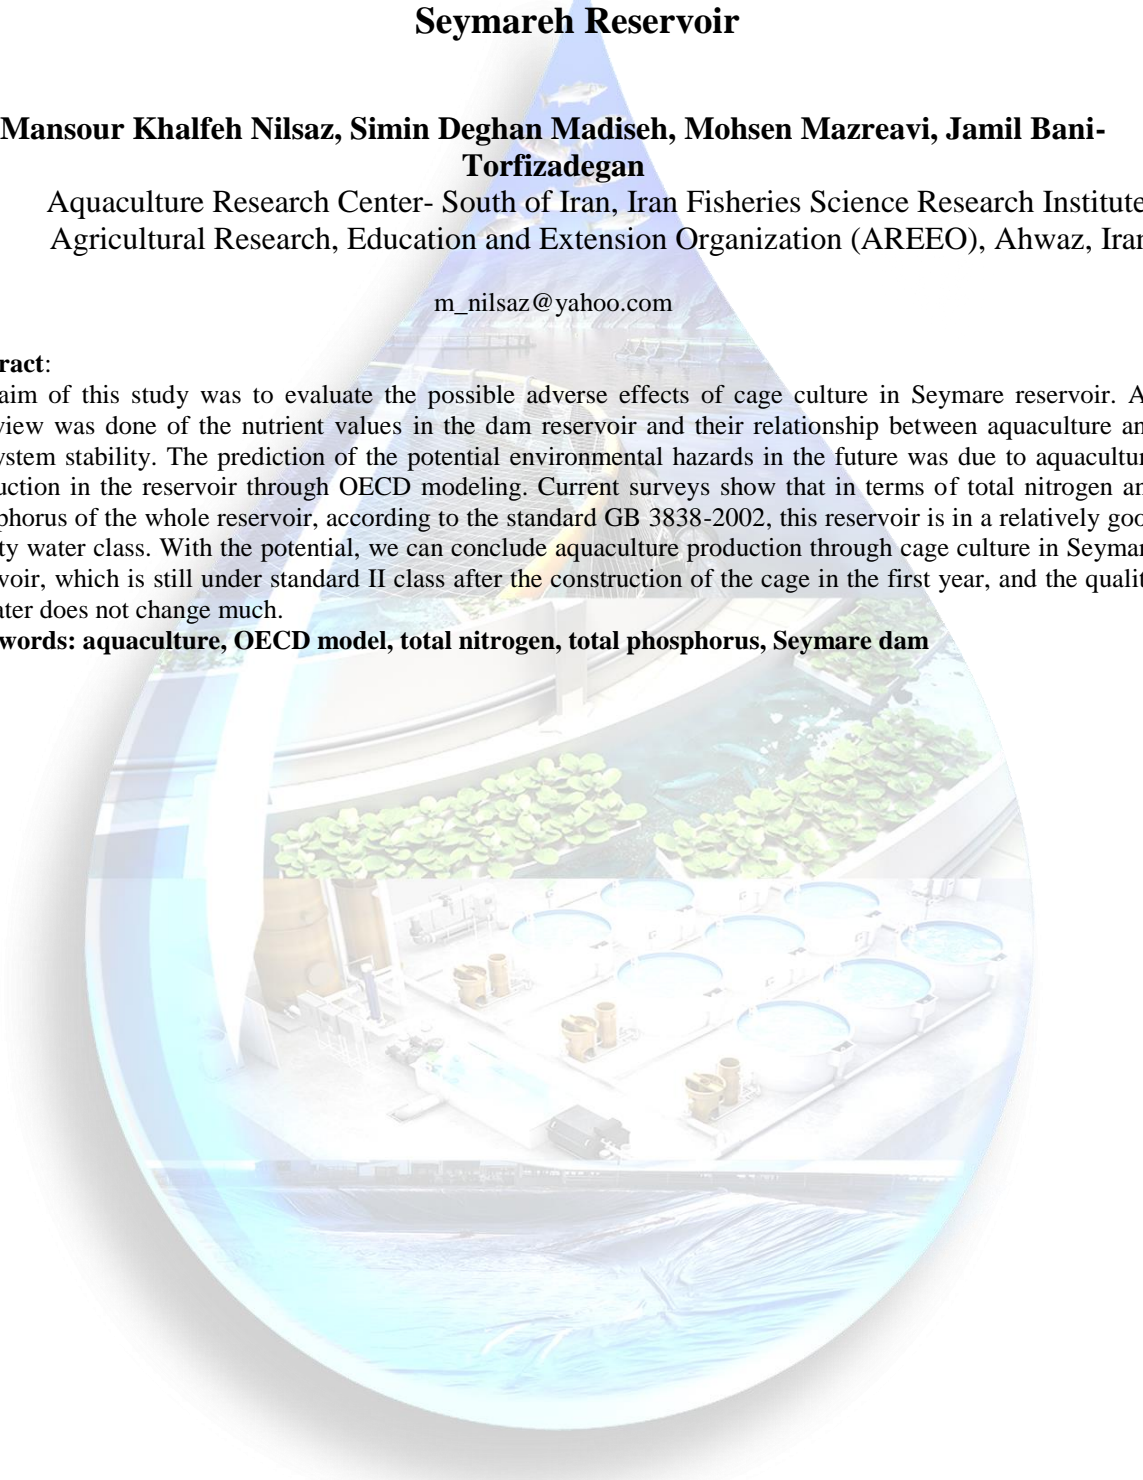 Seymareh Reservoir
Mansour Khalfeh Nilsaz, Simin Deghan Madiseh, Mohsen Mazreavi, Jamil Bani-
Torfizadegan
Aquaculture Research Center- South of Iran, Iran Fisheries Science Research Institute
Agricultural Research, Education and Extension Organization (AREEO), Ahwaz, Iran
m_nilsaz@yahoo.com
ract:
aim of this study was to evaluate the possible adverse effects of cage culture in Seymare reservoir. A
view was done of the nutrient values in the dam reservoir and their relationship between aquaculture an
ystem stability. The prediction of the potential environmental hazards in the future was due to aquacultur
uction in the reservoir through OECD modeling. Current surveys show that in terms of total nitrogen an
phorus of the whole reservoir, according to the standard GB 3838-2002, this reservoir is in a relatively goo
ty water class. With the potential, we can conclude aquaculture production through cage culture in Seymar
voir, which is still under standard II class after the construction of the cage in the first year, and the qualit
ater does not change much.
words: aquaculture, OECD model, total nitrogen, total phosphorus, Seymare dam